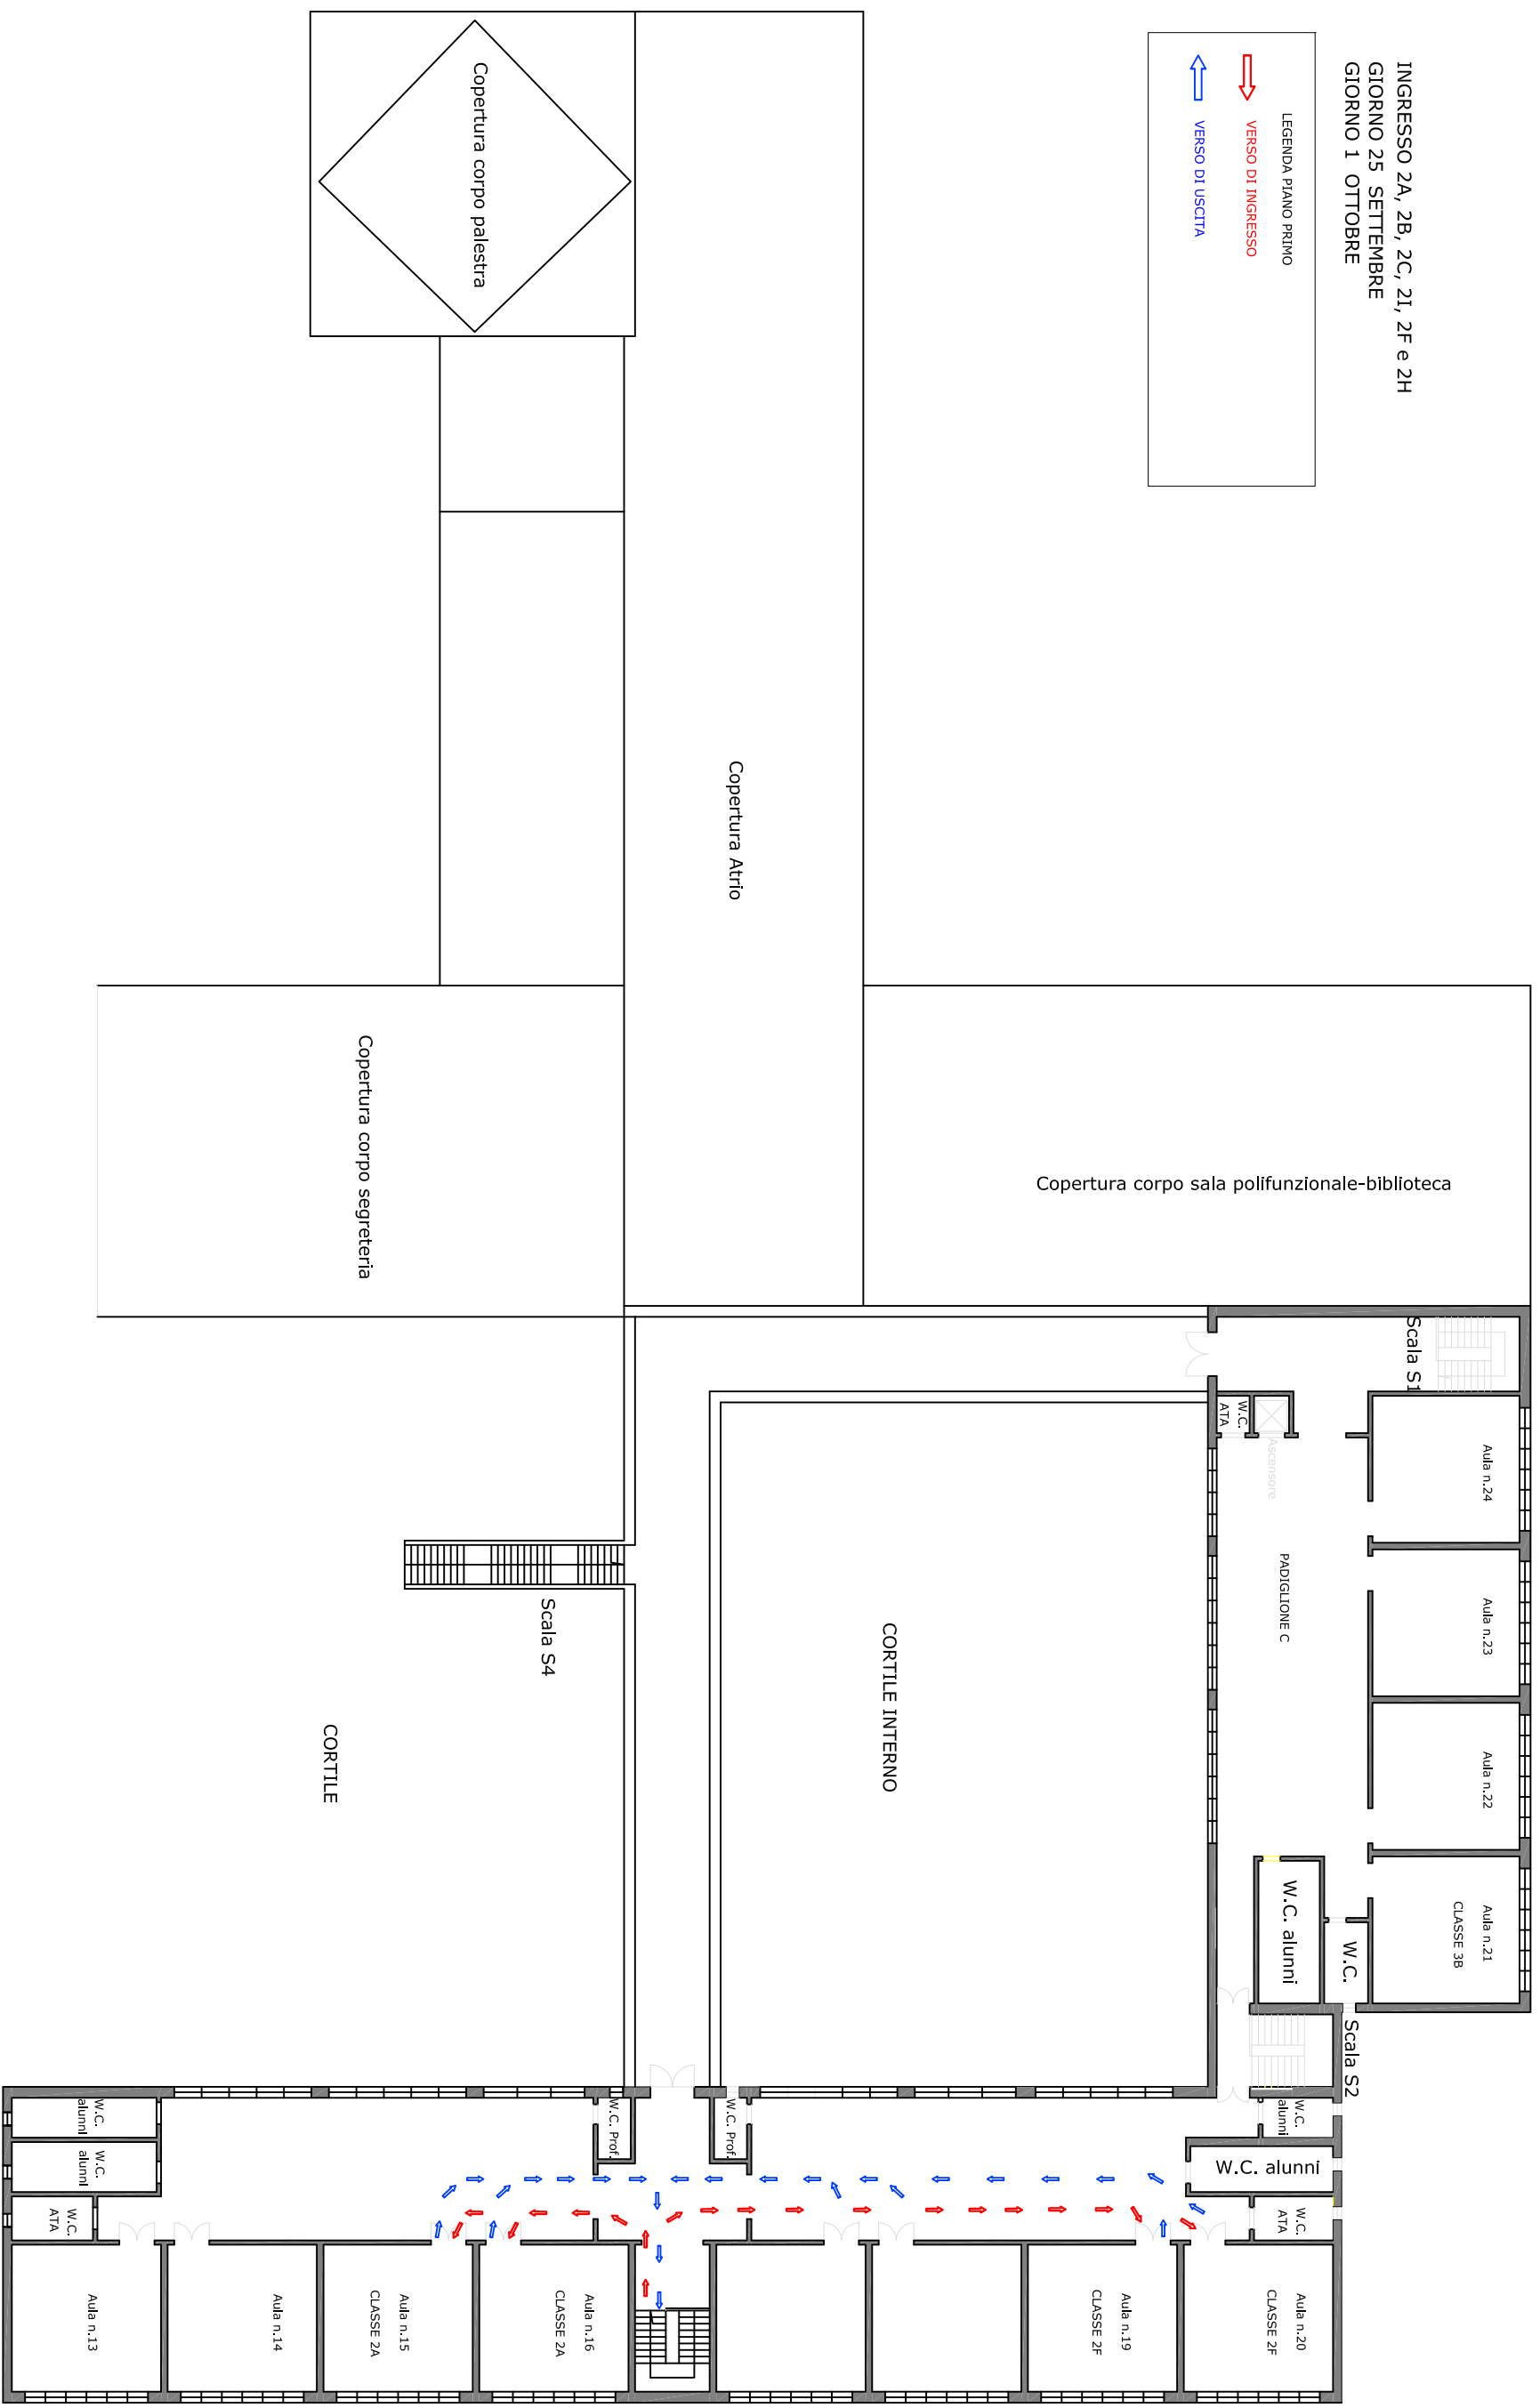 INGRESSO 2A, 2B, 2C, 2I, 2F e 2H
GIORNO 25 SETTEMBRE
GIORNO 1 OTTOBRE
LEGENDA PIANO PRIMO
VERSO DI INGRESSO
VERSO DI USCITA
Copertura corpo palestra
Copertura Atrio
Copertura corpo segreteria
Copertura corpo sala polifunzionale-biblioteca
Scala S1
W.C.
ATA
Ascensore
Aula n.24
PADIGLIONE C
Aula n.23
Aula n.22
Aula n.21
CLASSE 3B
W.C. alunni
W.C.
Scala S2
Scala S4
CORTILE INTERNO
CORTILE
W.C.
alunni
W.C. alunni
W.C.
ATA
W.C. Prof.
W.C. Prof.
W.C.
alunni
W.C.
alunni
W.C.
ATA
Aula n.20
CLASSE 2F
Aula n.19
CLASSE 2F
Aula n.16
CLASSE 2A
Aula n.15
CLASSE 2A
Aula n.14
Aula n.13